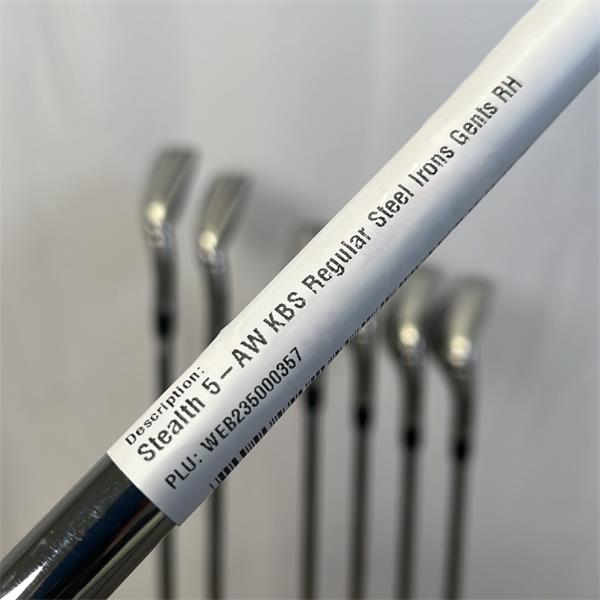 Description:
Stealth 5 – AW KBS Regular Steel Irons Gents RH
PLU: WEB235000357